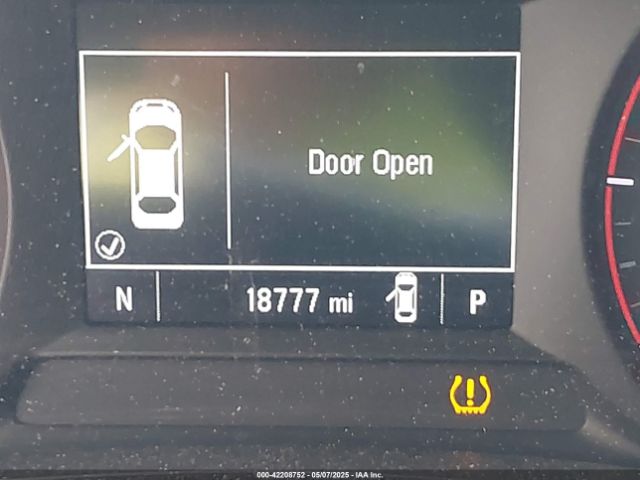 Door Open
N 18777 mi P
000-42208752 - 05/07/2025 - IAA Inc.